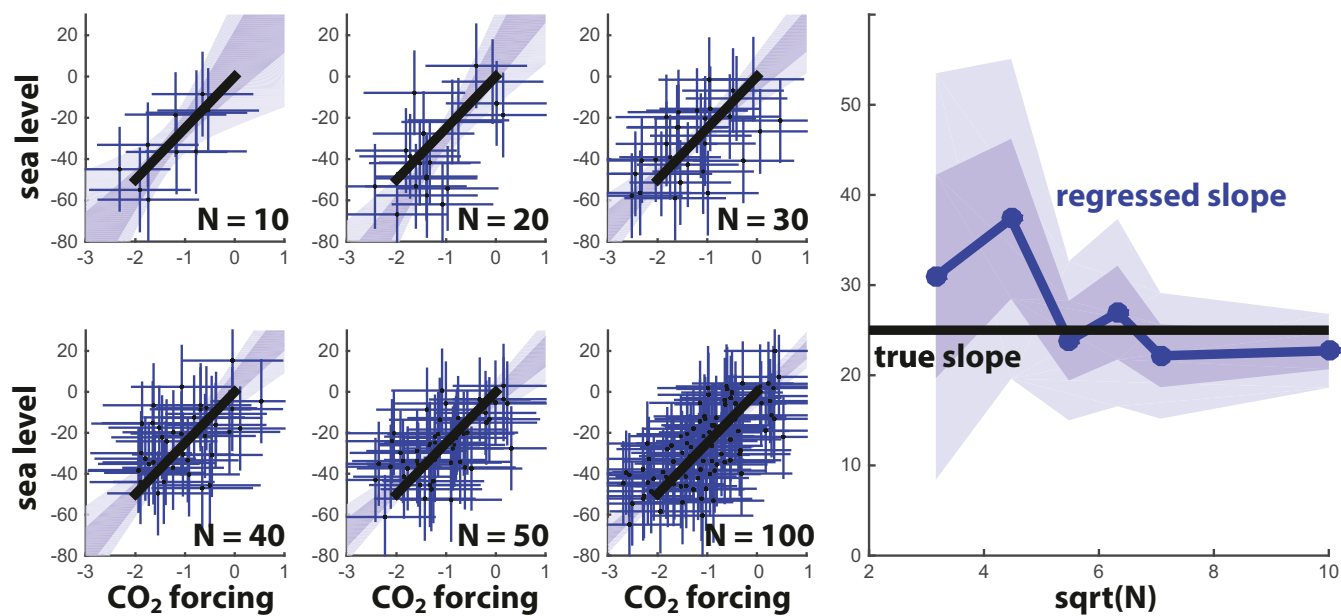 sea level
20
0
-20
-40
-60
-80
N = 10
-3 -2 -1 0 1
20
0
-20
-40
-60
-80
N = 20
-3 -2 -1 0 1
20
0
-20
-40
-60
-80
N = 30
-3 -2 -1 0 1
sea level
20
0
-20
-40
-60
-80
N = 40
-3 -2 -1 0 1
CO₂ forcing
20
0
-20
-40
-60
-80
N = 50
-3 -2 -1 0 1
CO₂ forcing
20
0
-20
-40
-60
-80
N = 100
-3 -2 -1 0 1
CO₂ forcing
50
40
30
20
10
0
regressed slope
true slope
2 4 6 8 10
sqrt(N)